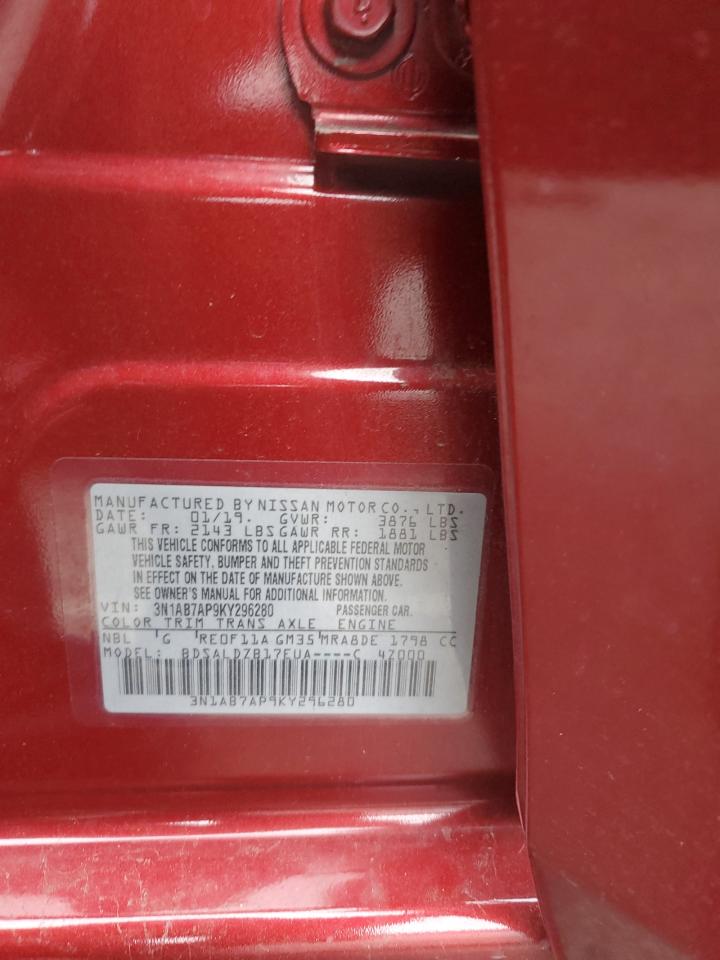 MANUFACTURED BY NISSAN MOTOR CO., LTD.
DATE: 01/19. GVWR: 3876 LBS
GAWR FR: 2143 LBS GAWR RR: 1881 LBS
THIS VEHICLE CONFORMS TO ALL APPLICABLE FEDERAL MOTOR
VEHICLE SAFETY, BUMPER AND THEFT PREVENTION STANDARDS
IN EFFECT ON THE DATE OF MANUFACTURE SHOWN ABOVE.
SEE OWNER'S MANUAL FOR ADDITIONAL INFORMATION.
VIN: 3N1AB7AP9KY296280 PASSENGER CAR.
COLOR TRIM TRANS AXLE ENGINE
NBL G RE0F11A GM35 MRA8DE 1798 CC
MODEL: BDSALDZB17EUA----C 4Z000
3N1AB7AP9KY296280